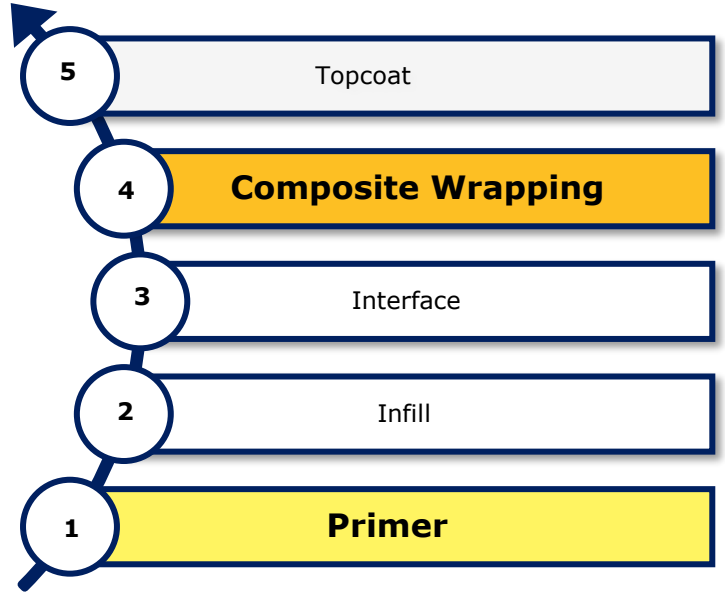 5
Topcoat
4
Composite Wrapping
3
Interface
2
Infill
1
Primer